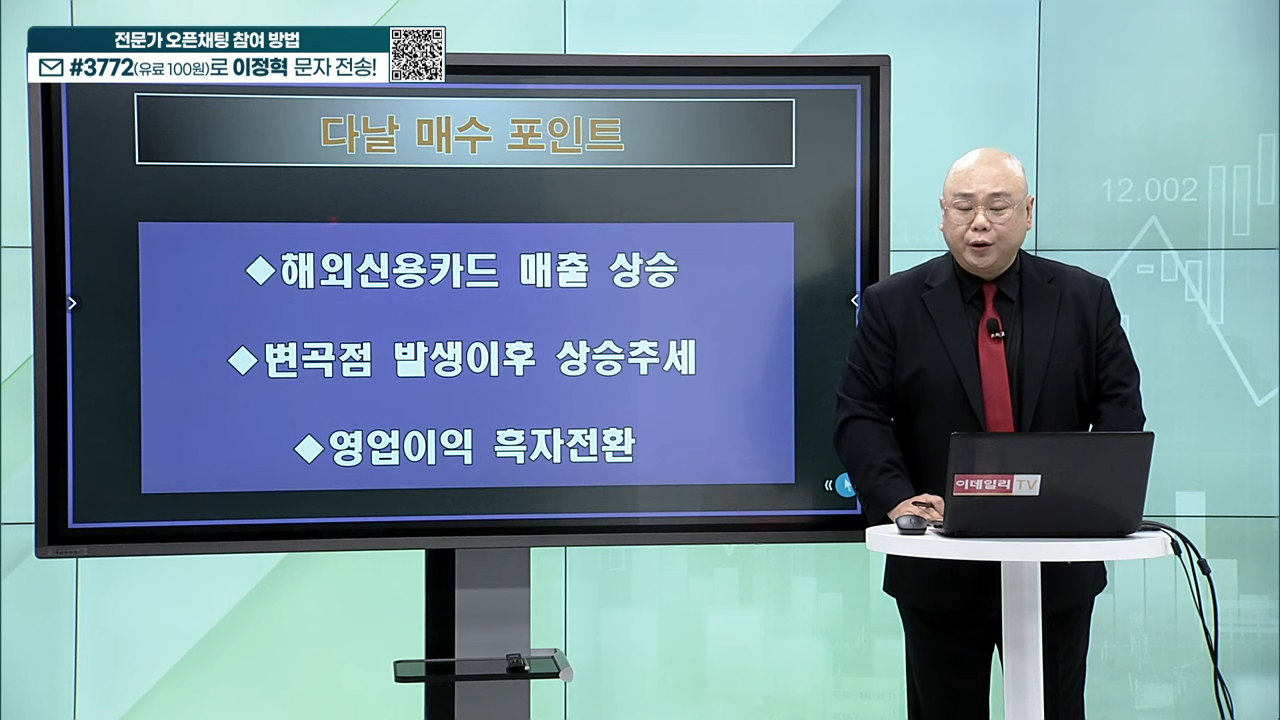 전문가 오픈채팅 참여 방법
#3772(유료 100원)로 이정혁 문자 전송!
다날 매수 포인트
◆해외신용카드 매출 상승
◆변곡점 발생이후 상승추세
◆영업이익 흑자전환
12.002
이데일리TV